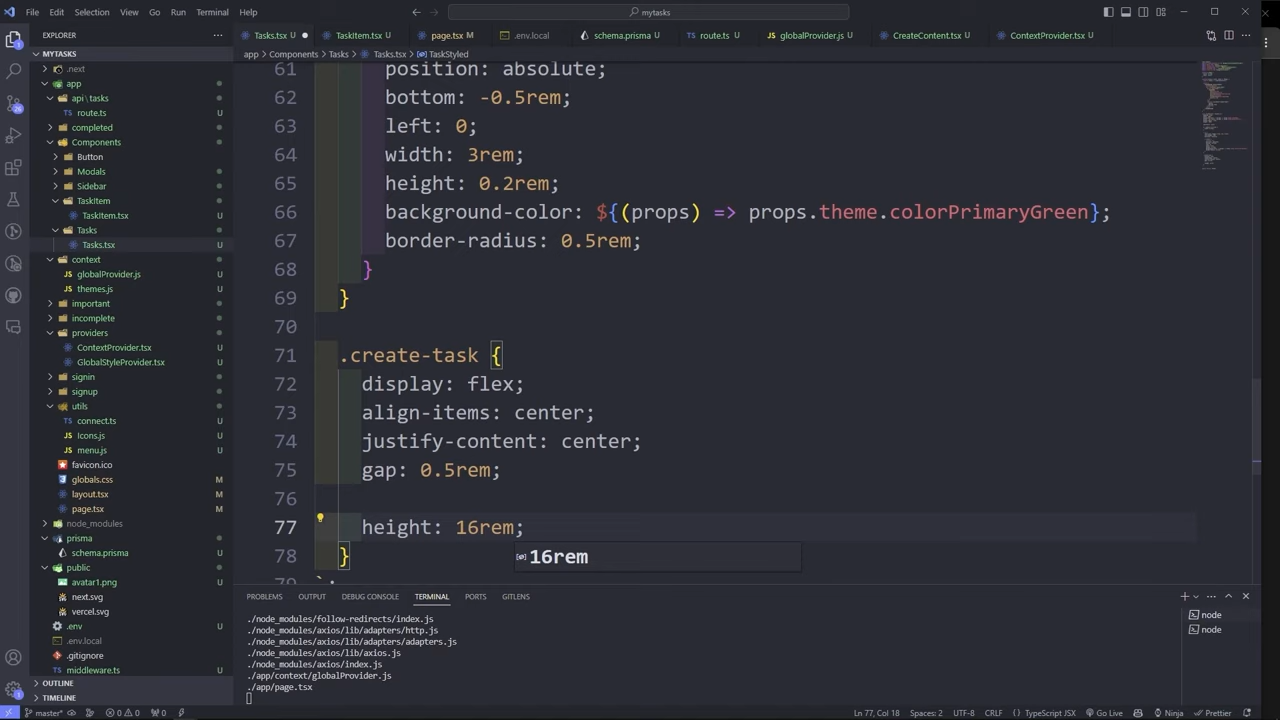 File Edit Selection View Go Run Terminal Help
mytasks
EXPLORER
Tasks.tsx
TaskItem.tsx
page.tsx M
.env.local
schema.prisma
route.ts
globalProvider.js
CreateContent.tsx
ContextProvider.tsx
app > Components > Tasks > Tasks.tsx > TaskStyled
MYTASKS
.next
app
api\tasks
route.ts U
completed
Components
Button
Modals
Sidebar
TaskItem
TaskItem.tsx U
Tasks
Tasks.tsx U
context
globalProvider.js U
themes.js U
important
incomplete
providers
ContextProvider.tsx U
GlobalStyleProvider.tsx U
signin
signup
utils
connect.ts U
Icons.js U
menu.js U
favicon.ico
globals.css M
layout.tsx M
page.tsx M
node_modules
prisma
schema.prisma U
public
avatar1.png U
next.svg
vercel.svg
.env U
.env.local
.gitignore
middleware.ts U
OUTLINE
TIMELINE
61 position: absolute;
62 bottom: -0.5rem;
63 left: 0;
64 width: 3rem;
65 height: 0.2rem;
66 background-color: ${(props) => props.theme.colorPrimaryGreen};
67 border-radius: 0.5rem;
68 }
69 }
70
71 .create-task {
72 display: flex;
73 align-items: center;
74 justify-content: center;
75 gap: 0.5rem;
76
77 height: 16rem;
16rem
78 }
79 `;
PROBLEMS OUTPUT DEBUG CONSOLE TERMINAL PORTS GITLENS
./node_modules/follow-redirects/index.js
./node_modules/axios/lib/adapters/http.js
./node_modules/axios/lib/adapters/adapters.js
./node_modules/axios/lib/axios.js
./node_modules/axios/index.js
./app/context/globalProvider.js
./app/page.tsx
node
node
master* 0 0 0 Ln 77, Col 18 Spaces: 2 UTF-8 CRLF TypeScript JSX Go Live Ninja Prettier